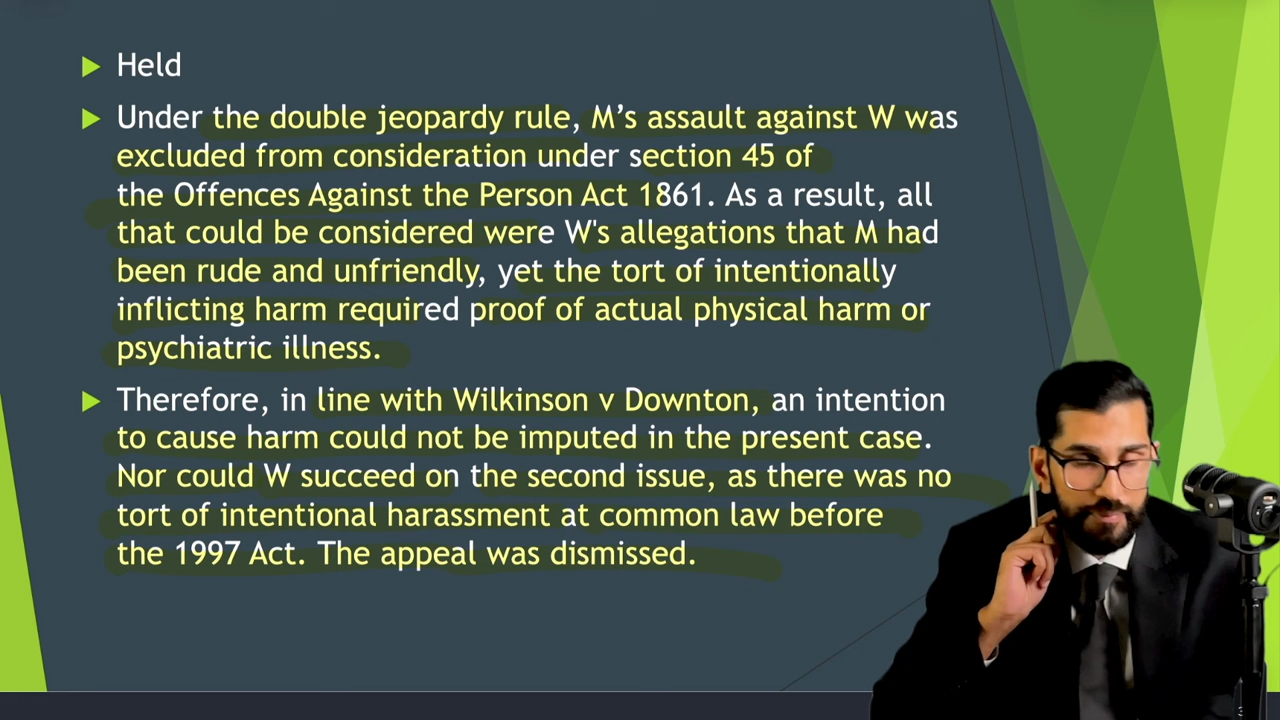 Held
Under the double jeopardy rule, M’s assault against W was
excluded from consideration under section 45 of
the Offences Against the Person Act 1861. As a result, all
that could be considered were W's allegations that M had
been rude and unfriendly, yet the tort of intentionally
inflicting harm required proof of actual physical harm or
psychiatric illness.
Therefore, in line with Wilkinson v Downton, an intention
to cause harm could not be imputed in the present case.
Nor could W succeed on the second issue, as there was no
tort of intentional harassment at common law before
the 1997 Act. The appeal was dismissed.